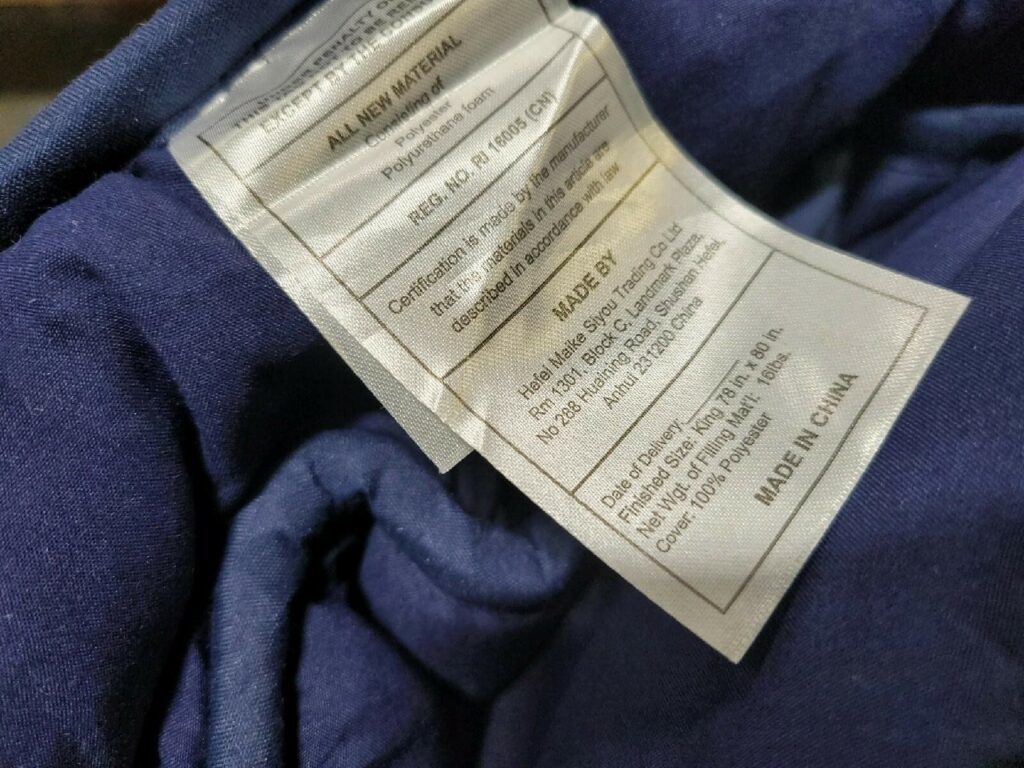 PENALTY O
EXCEPT BY THE
ALL NEW MATERIAL
Consisting of
Polyester
Polyurethane foam
REG. NO. RI 16005 (CN)
Certification is made by the manufacturer
that the materials in this article are
described in accordance with law
MADE BY
Hefei Maike Siyou Trading Co Ltd
Rm 1301, Block C, Landmark Plaza,
No 288 Huaining Road, Shushan Hefei,
Anhui 231200 China
Date of Delivery
Finished Size: King 78 in. x 80 in.
Net Wgt. of Filling Mat'l: 16lbs.
Cover: 100% Polyester
MADE IN CHINA